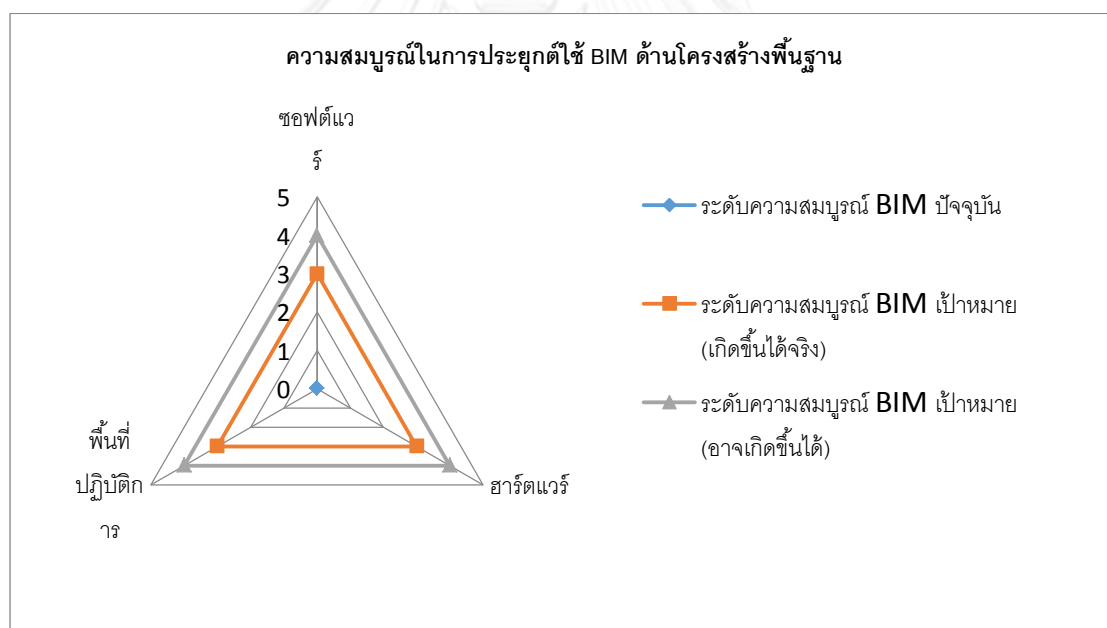 ความสมบูรณ์ในการประยุกต์ใช้ BIM ด้านโครงสร้างพื้นฐาน
ซอฟต์แว
ร์
5
4
3
2
1
0
พื้นที่
ปฏิบัติก
าร
ฮาร์ตแวร์
ระดับความสมบูรณ์ BIM ปัจจุบัน
ระดับความสมบูรณ์ BIM เป้าหมาย
(เกิดขึ้นได้จริง)
ระดับความสมบูรณ์ BIM เป้าหมาย
(อาจเกิดขึ้นได้)